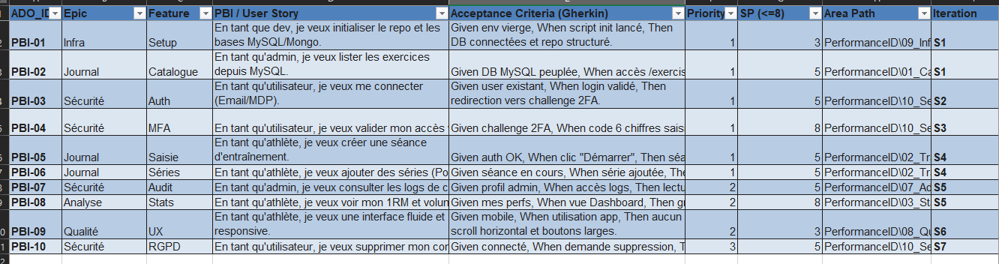 ADO_ID Epic Feature PBI / User Story Acceptance Criteria (Gherkin) Priority SP (<=8) Area Path Iteration
PBI-01 Infra Setup En tant que dev, je veux initialiser le repo et les bases MySQL/Mongo. Given env vierge, When script init lancé, Then DB connectées et repo structuré. 1 3 PerformanceID\09_Inf S1
PBI-02 Journal Catalogue En tant qu'admin, je veux lister les exercices depuis MySQL. Given DB MySQL peuplée, When accès /exercis 1 5 PerformanceID\01_Ca S1
PBI-03 Sécurité Auth En tant qu'utilisateur, je veux me connecter (Email/MDP). Given user existant, When login validé, Then redirection vers challenge 2FA. 1 5 PerformanceID\10_Se S2
PBI-04 Sécurité MFA En tant qu'utilisateur, je veux valider mon accès Given challenge 2FA, When code 6 chiffres sais 1 8 PerformanceID\10_Se S3
PBI-05 Journal Saisie En tant qu'athlète, je veux créer une séance d'entraînement. Given auth OK, When clic "Démarrer", Then séa 1 5 PerformanceID\02_Tr S4
PBI-06 Journal Séries En tant qu'athlète, je veux ajouter des séries (Po Given séance en cours, When série ajoutée, The 1 5 PerformanceID\02_Tr S4
PBI-07 Sécurité Audit En tant qu'admin, je veux consulter les logs de c Given profil admin, When accès logs, Then lectu 2 5 PerformanceID\07_Ad S5
PBI-08 Analyse Stats En tant qu'athlète, je veux voir mon 1RM et volun Given mes perfs, When vue Dashboard, Then gr 2 8 PerformanceID\03_St S5
PBI-09 Qualité UX En tant qu'athlète, je veux une interface fluide et responsive. Given mobile, When utilisation app, Then aucun scroll horizontal et boutons larges. 2 3 PerformanceID\08_Qu S6
PBI-10 Sécurité RGPD En tant qu'utilisateur, je veux supprimer mon cor Given connecté, When demande suppression, T 3 5 PerformanceID\10_Se S7